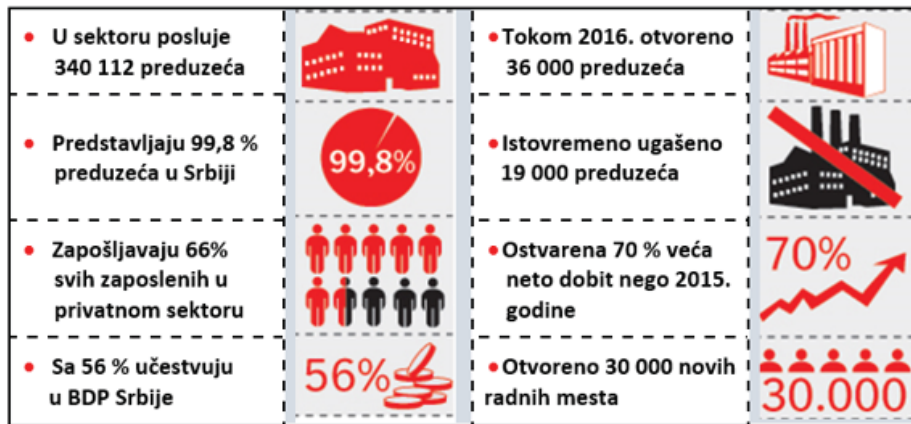 • U sektoru posluje
340 112 preduzeća
• Predstavljaju 99,8 %
preduzeća u Srbiji
99,8%
• Zapošljavaju 66%
svih zaposlenih u
privatnom sektoru
• Sa 56 % učestvuju
u BDP Srbije
56%
• Tokom 2016. otvoreno
36 000 preduzeća
• Istovremeno ugašeno
19 000 preduzeća
• Ostvarena 70 % veća
neto dobit nego 2015.
godine
70%
• Otvoreno 30 000 novih
radnih mesta
30.000